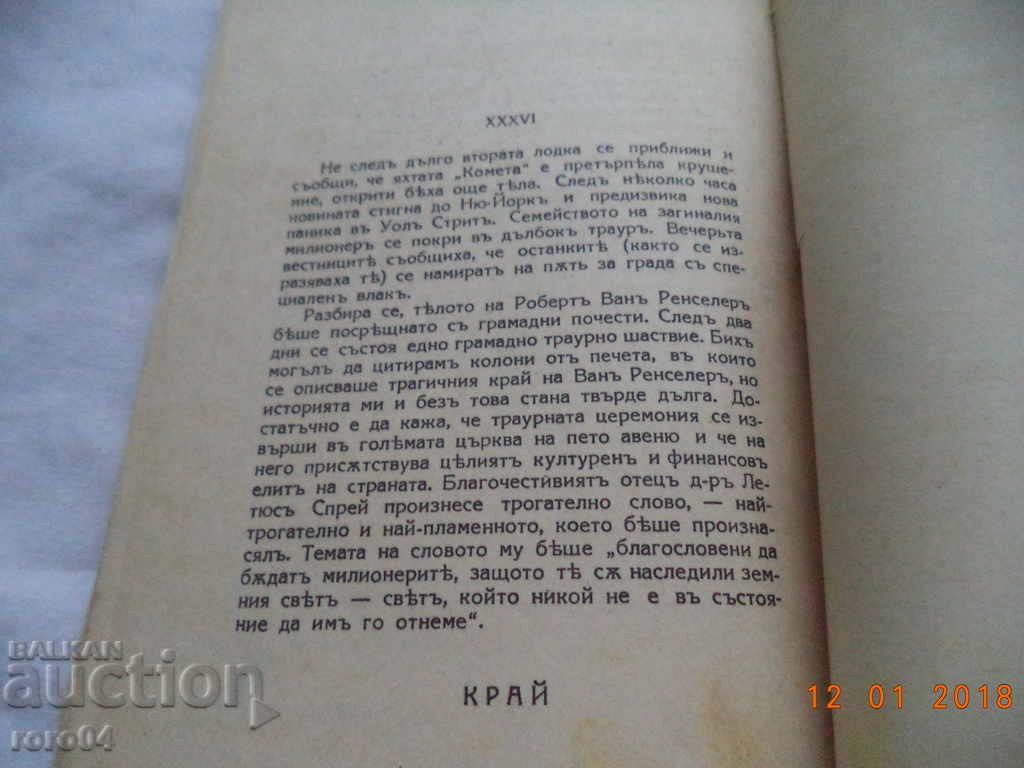 XXXVI
Не следъ дълго втората лодка се приближи и
съобщи, че яхтата „Комета“ е претърпѣла круше-
ние, открити бѣха още тѣла. Следъ нѣколко часа
новината стигна до Ню-Йоркъ и предизвика нова
паника въ Уолъ Стритъ. Семейството на загиналия
милионеръ се покри въ дълбокъ трауръ. Вечерьта
вестницитѣ съобщиха, че останкитѣ (както се из-
разяваха тѣ) се намиратъ на пѫть за града съ спе-
циаленъ влакъ.
Разбира се, тѣлото на Робертъ Ванъ Ренселеръ
бѣше посрѣщнато съ грамадни почести. Следъ два
дни се състоя едно грамадно траурно шаствие. Бихъ
могълъ да цитирамъ колони отъ печета, въ които
се описваше трагичния край на Ванъ Ренселеръ, но
историята ми и безъ това стана твърде дълга. До-
статъчно е да кажа, че траурната церемония се из-
върши въ голѣмата църква на пето авеню и че на
него присѫтствува цѣлиятъ културенъ и финансовъ
елитъ на страната. Благочестивиятъ отецъ д-ръ Ле-
тюсъ Спрей произнесе трогателно слово, — най-
трогателно и най-пламенното, което бѣше произна-
сялъ. Темата на словото му бѣше „благословени да
бѫдатъ милионеритѣ, защото тѣ сѫ наследили зем-
ния свѣтъ — свѣтъ, който никой не е въ състоя-
ние да имъ го отнеме“.
КРАЙ
12 01 2018
BALKAN
auction
roro04